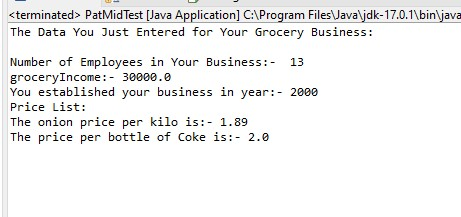 <terminated> PatMidTest [Java Application] C:\Program Files\Java\jdk-17.0.1\bin\java
The Data You Just Entered for Your Grocery Business:
Number of Employees in Your Business:-  13
groceryIncome:- 30000.0
You established your business in year:- 2000
Price List:
The onion price per kilo is:- 1.89
The price per bottle of Coke is:- 2.0